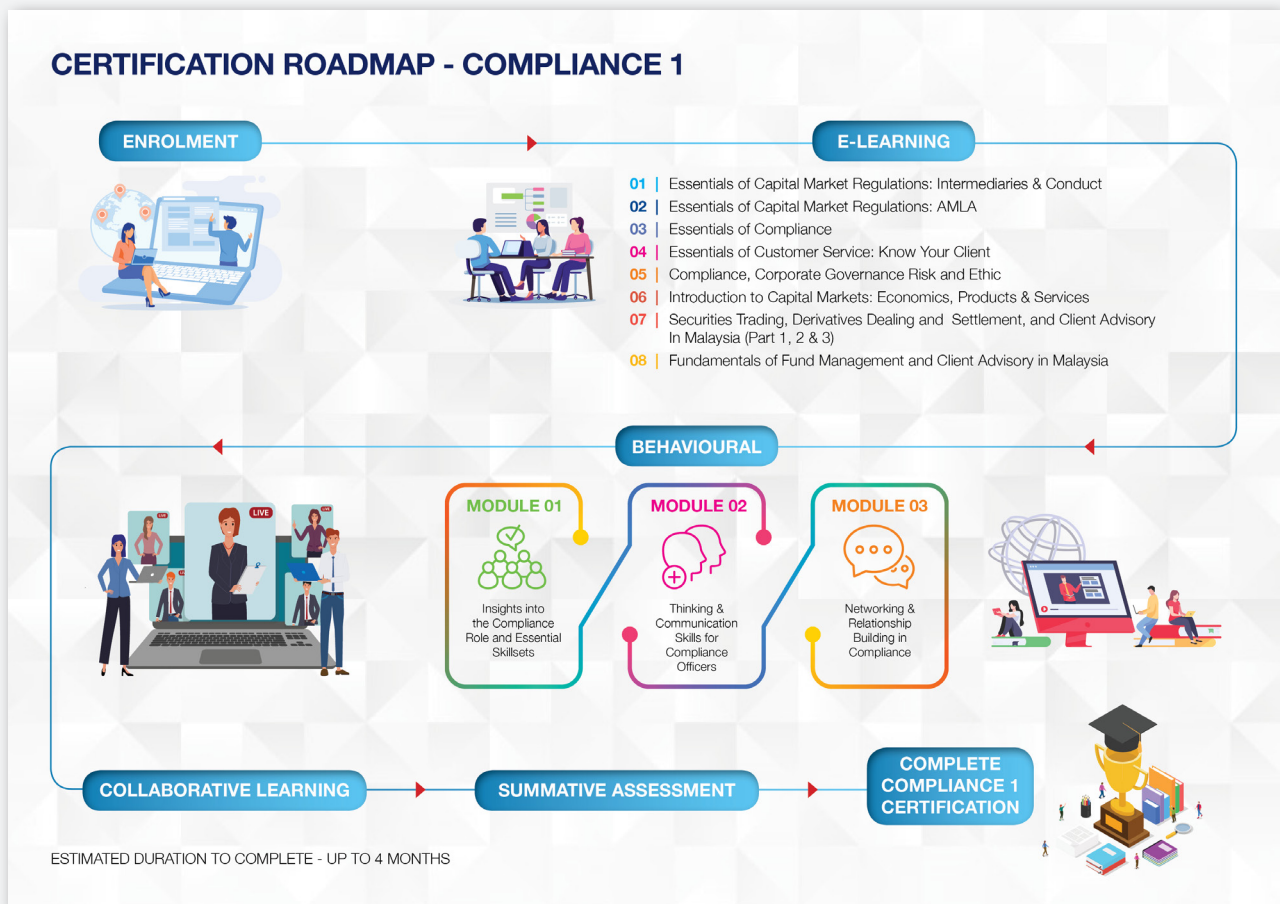 CERTIFICATION ROADMAP - COMPLIANCE 1
ENROLMENT
E-LEARNING
01 | Essentials of Capital Market Regulations: Intermediaries & Conduct
02 | Essentials of Capital Market Regulations: AMLA
03 | Essentials of Compliance
04 | Essentials of Customer Service: Know Your Client
05 | Compliance, Corporate Governance Risk and Ethic
06 | Introduction to Capital Markets: Economics, Products & Services
07 | Securities Trading, Derivatives Dealing and Settlement, and Client Advisory
In Malaysia (Part 1, 2 & 3)
08 | Fundamentals of Fund Management and Client Advisory in Malaysia
BEHAVIOURAL
LIVE
LIVE
LIVE
MODULE 01
Insights into
the Compliance
Role and Essential
Skillsets
MODULE 02
Thinking &
Communication
Skills for
Compliance
Officers
MODULE 03
Networking &
Relationship
Building in
Compliance
COLLABORATIVE LEARNING
SUMMATIVE ASSESSMENT
COMPLETE
COMPLIANCE 1
CERTIFICATION
ESTIMATED DURATION TO COMPLETE - UP TO 4 MONTHS